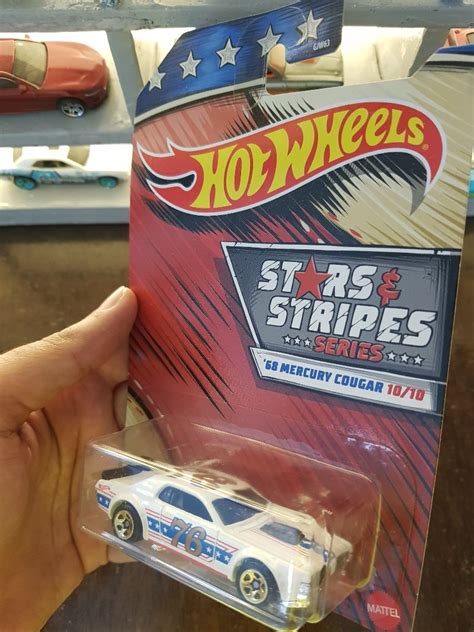 HOT WHEELS
STARS &
STRIPES
SERIES
'68 MERCURY COUGAR 10/10
76
MATTEL